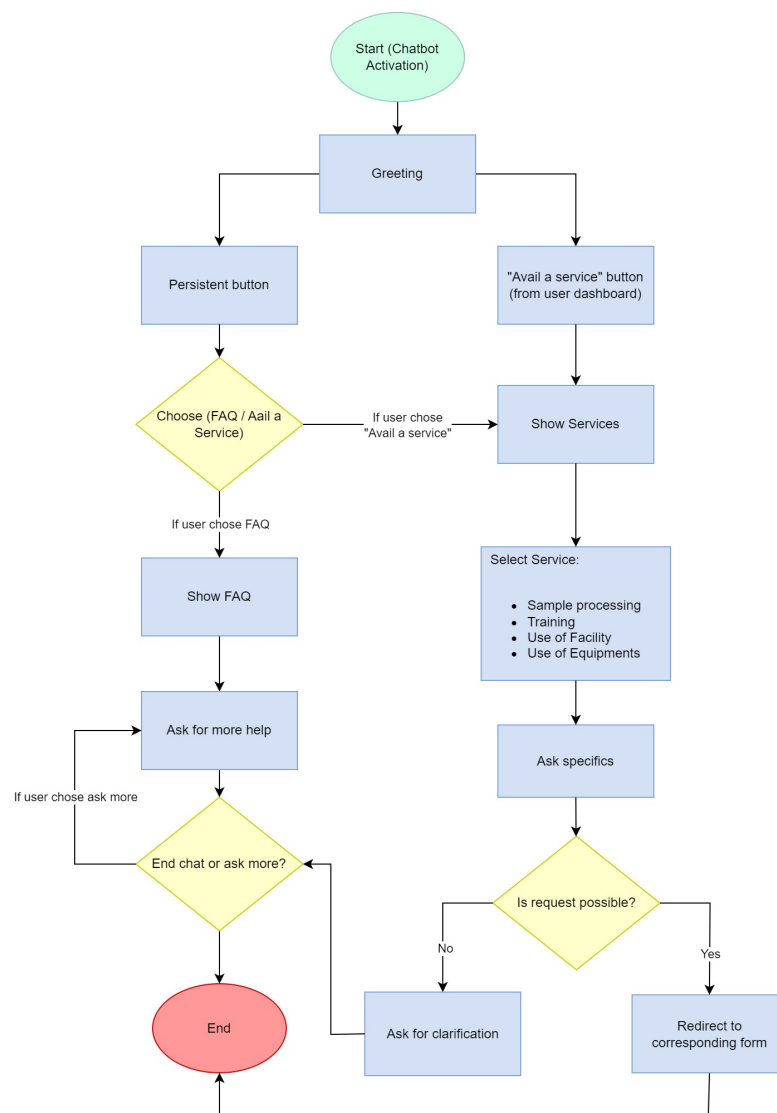 Start (Chatbot
Activation)
Greeting
Persistent button
"Avail a service" button
(from user dashboard)
Choose (FAQ / Aail a
Service)
If user chose
"Avail a service"
Show Services
If user chose FAQ
Show FAQ
Select Service:
Sample processing
Training
Use of Facility
Use of Equipments
Ask for more help
Ask specifics
If user chose ask more
End chat or ask more?
Is request possible?
No
Yes
End
Ask for clarification
Redirect to
corresponding form